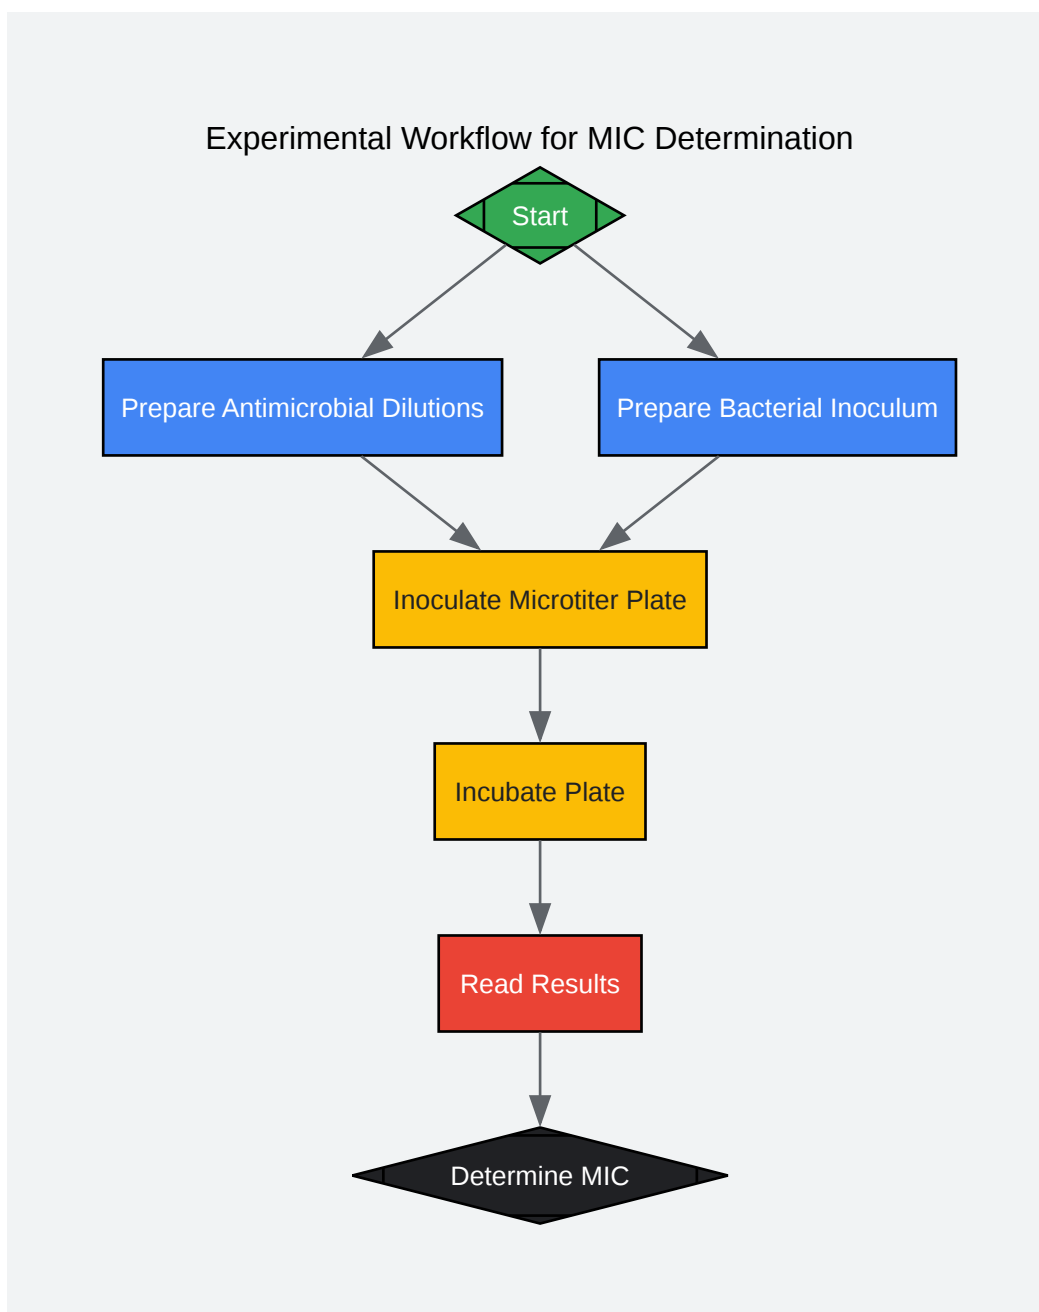 Experimental Workflow for MIC Determination
Start
Prepare Antimicrobial Dilutions
Prepare Bacterial Inoculum
Inoculate Microtiter Plate
Incubate Plate
Read Results
Determine MIC